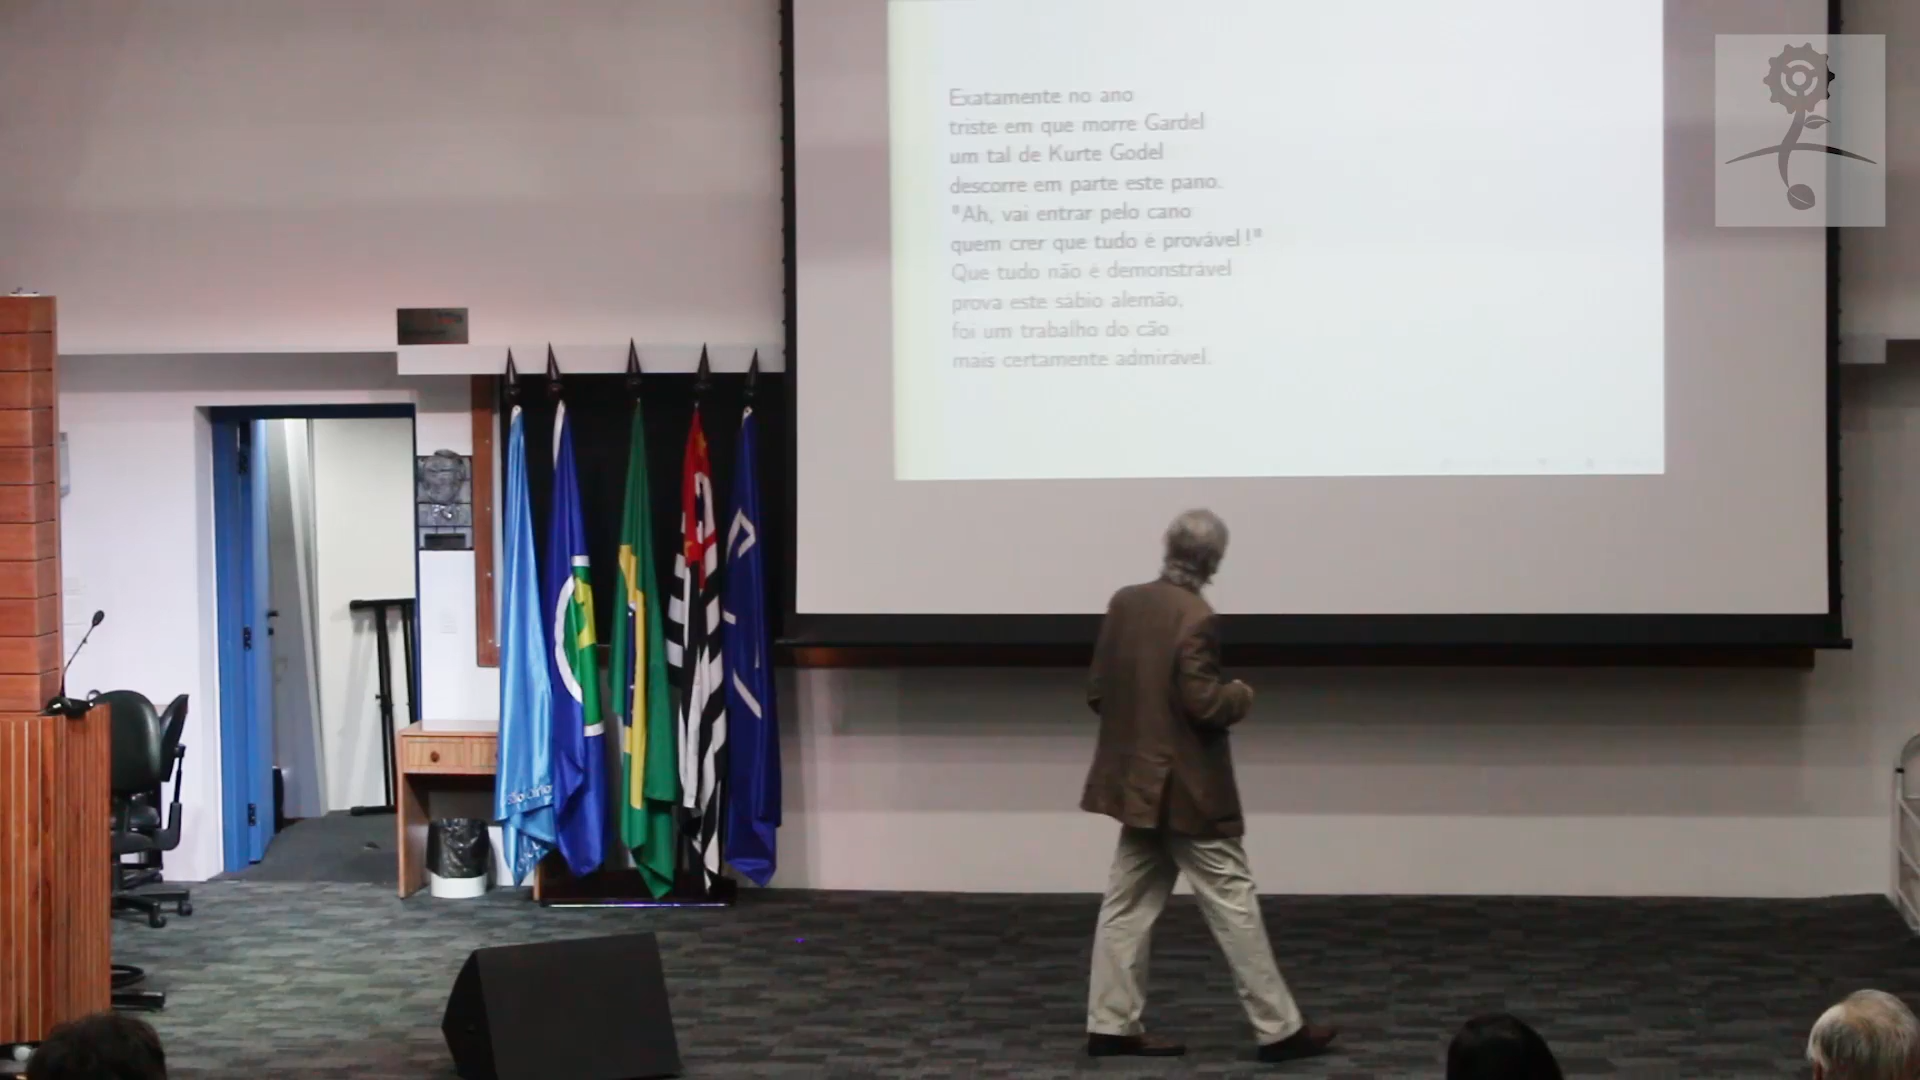 Exatamente no ano
triste em que morre Gardel
um tal de Kurte Godel
descorre em parte este pano.
"Ah, vai entrar pelo cano
quem crer que tudo é provável!"
Que tudo não é demonstrável
prova este sábio alemão,
foi um trabalho do cão
mais certamente admirável.